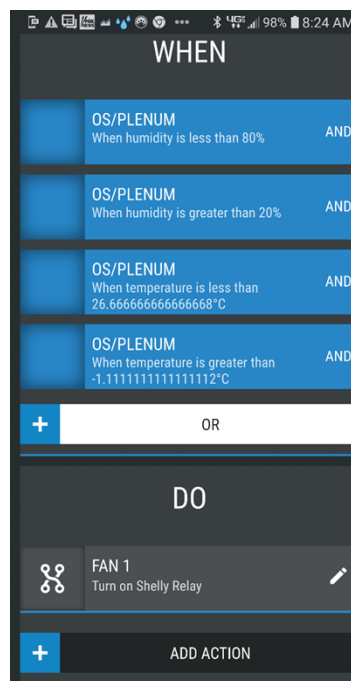 4G 98% 8:24 AM
WHEN
OS/PLENUM
When humidity is less than 80%
AND
OS/PLENUM
When humidity is greater than 20%
AND
OS/PLENUM
When temperature is less than
26.666666666666668°C
AND
OS/PLENUM
When temperature is greater than
-1.1111111111111112°C
AND
+ OR
DO
FAN 1
Turn on Shelly Relay
+ ADD ACTION